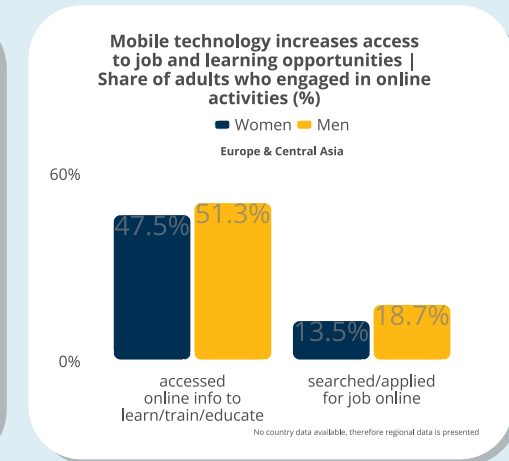 Mobile technology increases access
to job and learning opportunities |
Share of adults who engaged in online
activities (%)
Women Men
Europe & Central Asia
60%
47.5% 51.3%
13.5% 18.7%
0%
accessed
online info to
learn/train/educate
searched/applied
for job online
No country data available, therefore regional data is presented